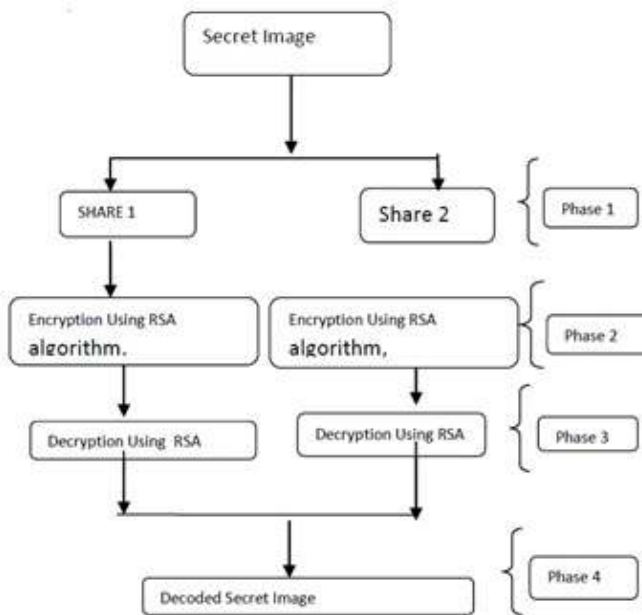 Secret Image
SHARE 1
Share 2
Phase 1
Encryption Using RSA
algorithm.
Encryption Using RSA
algorithm,
Phase 2
Decryption Using RSA
Decryption Using RSA
Phase 3
Decoded Secret Image
Phase 4